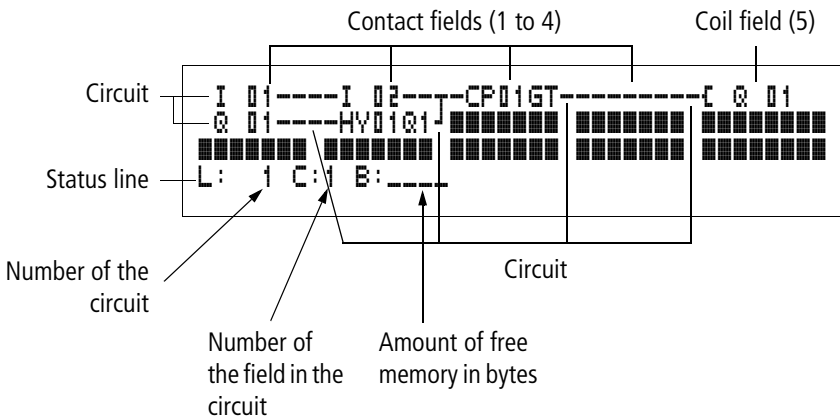 Contact fields (1 to 4)
Coil field (5)
Circuit
I 01----I 02--┬-CP01GT---------[ Q 01
Q 01----HY01Q1┘
Status line
L: 1 C:1 B:____
Number of the
circuit
Circuit
Number of
the field in the
circuit
Amount of free
memory in bytes